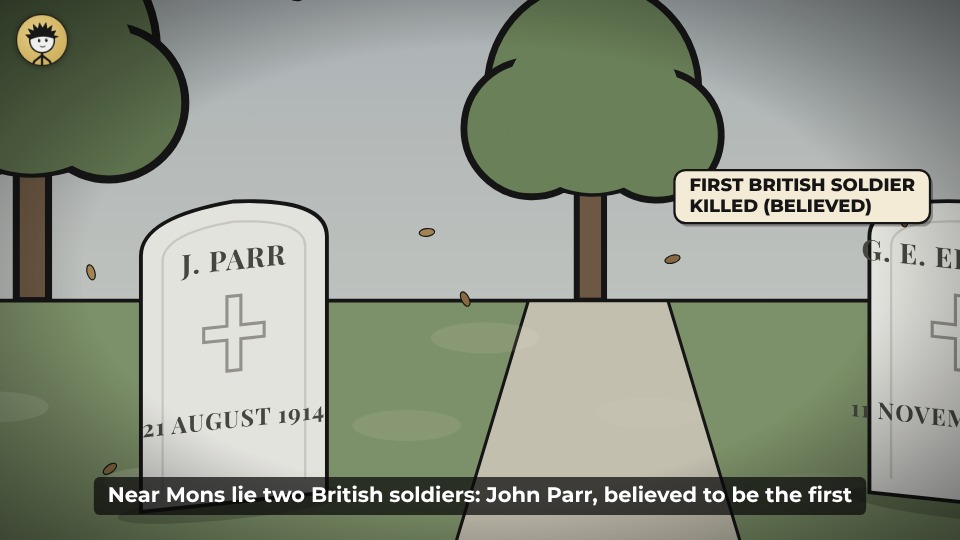 FIRST BRITISH SOLDIER
KILLED (BELIEVED)
J. PARR
21 AUGUST 1914
G. E.
11
Near Mons lie two British soldiers: John Parr, believed to be the first